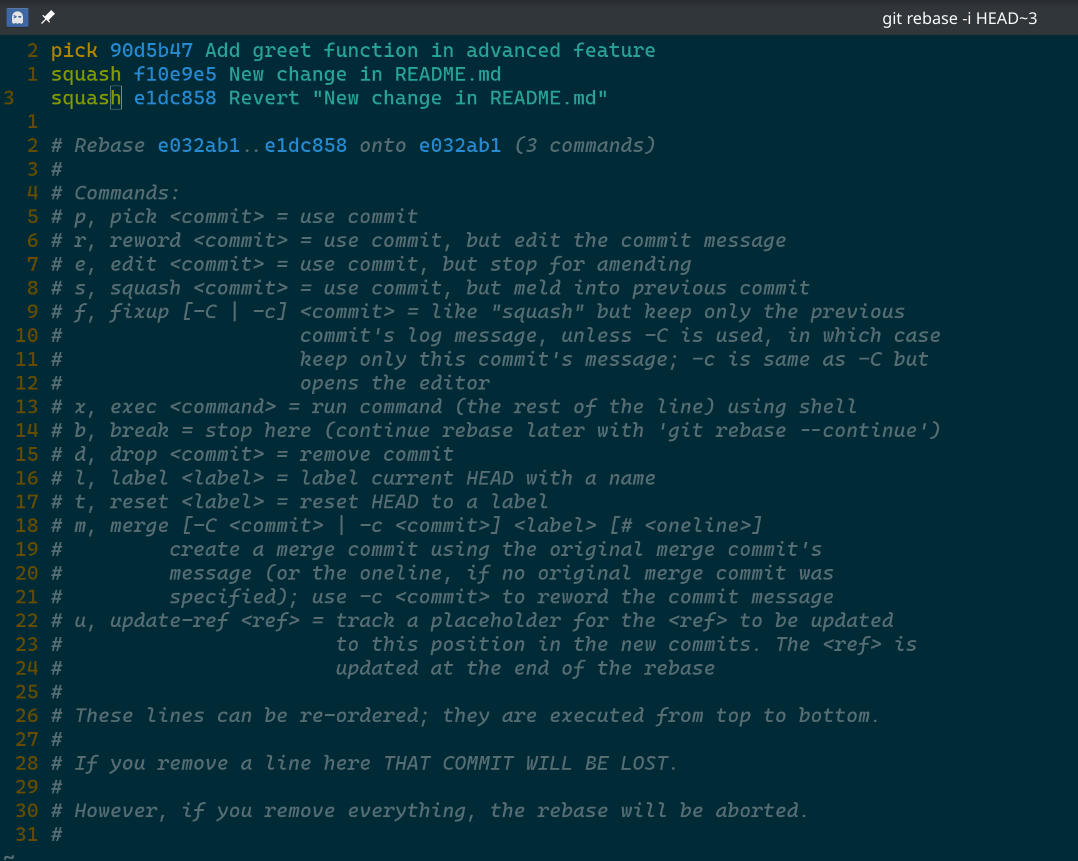 git rebase -i HEAD~3
2 pick 90d5b47 Add greet function in advanced feature
1 squash f10e9e5 New change in README.md
3 squash e1dc858 Revert "New change in README.md"
1
2 # Rebase e032ab1..e1dc858 onto e032ab1 (3 commands)
3 #
4 # Commands:
5 # p, pick <commit> = use commit
6 # r, reword <commit> = use commit, but edit the commit message
7 # e, edit <commit> = use commit, but stop for amending
8 # s, squash <commit> = use commit, but meld into previous commit
9 # f, fixup [-C | -c] <commit> = like "squash" but keep only the previous
10 #                    commit's log message, unless -C is used, in which case
11 #                    keep only this commit's message; -c is same as -C but
12 #                    opens the editor
13 # x, exec <command> = run command (the rest of the line) using shell
14 # b, break = stop here (continue rebase later with 'git rebase --continue')
15 # d, drop <commit> = remove commit
16 # l, label <label> = label current HEAD with a name
17 # t, reset <label> = reset HEAD to a label
18 # m, merge [-C <commit> | -c <commit>] <label> [# <oneline>]
19 #         create a merge commit using the original merge commit's
20 #         message (or the oneline, if no original merge commit was
21 #         specified); use -c <commit> to reword the commit message
22 # u, update-ref <ref> = track a placeholder for the <ref> to be updated
23 #                       to this position in the new commits. The <ref> is
24 #                       updated at the end of the rebase
25 #
26 # These lines can be re-ordered; they are executed from top to bottom.
27 #
28 # If you remove a line here THAT COMMIT WILL BE LOST.
29 #
30 # However, if you remove everything, the rebase will be aborted.
31 #
~